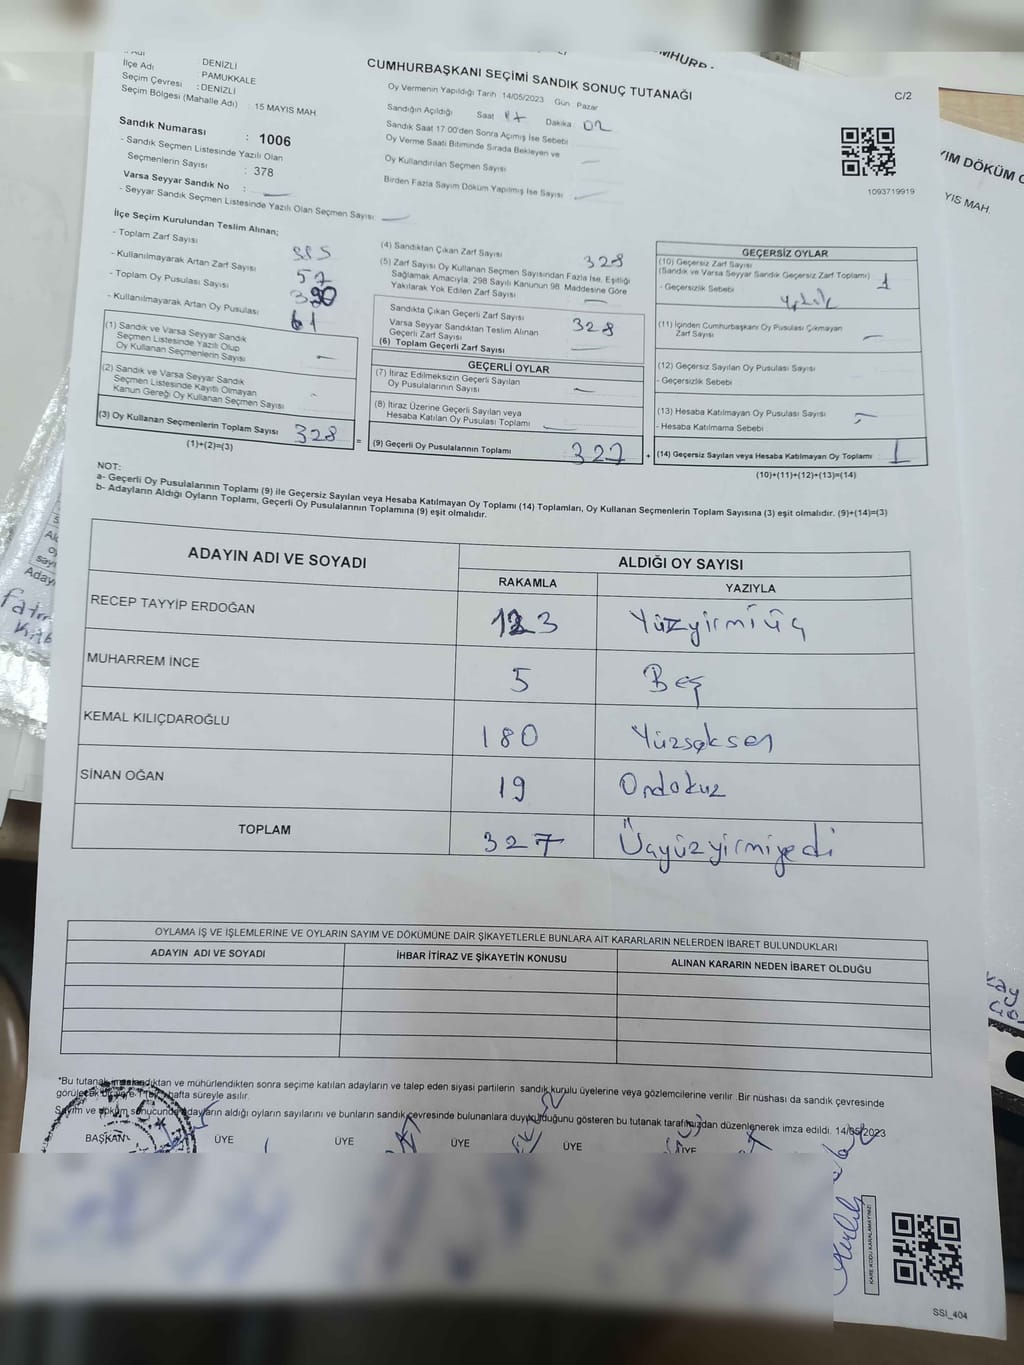 İlçe Adı
Seçim Çevresi
Seçim Bölgesi (Mahalle Adı)
DENİZLİ
: PAMUKKALE
: DENİZLİ
: 15 MAYIS MAH.
CUMHURBAŞKANI SEÇİMİ SANDIK SONUÇ TUTANAĞI
C/2
Oy Vermenin Yapıldığı Tarih : 14/05/2023 Gün : Pazar
Sandığın Açıldığı Saat 17 Dakika 02
Sandık Saat 17:00'den Sonra Açımış İse Sebebi
Oy Verme Saati Bitiminde Sırada Bekleyen ve
Oy Kullandırılan Seçmen Sayısı
Birden Fazla Sayım Döküm Yapılmış İse Sayısı
Sandık Numarası : 1006
- Sandık Seçmen Listesinde Yazılı Olan
Seçmenlerin Sayısı : 378
Varsa Seyyar Sandık No :
- Seyyar Sandık Seçmen Listesinde Yazılı Olan Seçmen Sayısı
1093719919
İlçe Seçim Kurulundan Teslim Alınan;
- Toplam Zarf Sayısı
- Kullanılmayarak Artan Zarf Sayısı 57
- Toplam Oy Pusulası Sayısı
- Kullanılmayarak Artan Oy Pusulası 61
(1) Sandık ve Varsa Seyyar Sandık
Seçmen Listesinde Yazılı Olup
Oy Kullanan Seçmenlerin Sayısı
(2) Sandık ve Varsa Seyyar Sandık
Seçmen Listesinde Kayıtlı Olmayan
Kanun Gereği Oy Kullanan Seçmen Sayısı
(3) Oy Kullanan Seçmenlerin Toplam Sayısı 328
(1)+(2)=(3)
(4) Sandıktan Çıkan Zarf Sayısı 328
(5) Zarf Sayısı Oy Kullanan Seçmen Sayısından Fazla İse, Eşitliği
Sağlamak Amacıyla, 298 Sayılı Kanunun 98. Maddesine Göre
Yakılarak Yok Edilen Zarf Sayısı
Sandıkta Çıkan Geçerli Zarf Sayısı 328
Varsa Seyyar Sandıktan Teslim Alınan
Geçerli Zarf Sayısı
(6) Toplam Geçerli Zarf Sayısı
GEÇERLİ OYLAR
(7) İtiraz Edilmeksizin Geçerli Sayılan
Oy Pusulalarının Sayısı
(8) İtiraz Üzerine Geçerli Sayılan veya
Hesaba Katılan Oy Pusulası Toplamı
= (9) Geçerli Oy Pusulalarının Toplamı 327 +
GEÇERSİZ OYLAR
(10) Geçersiz Zarf Sayısı
(Sandık ve Varsa Seyyar Sandık Geçersiz Zarf Toplamı) 1
- Geçersizlik Sebebi
(11) İçinden Cumhurbaşkanı Oy Pusulası Çıkmayan
Zarf Sayısı
(12) Geçersiz Sayılan Oy Pusulası Sayısı
- Geçersizlik Sebebi
(13) Hesaba Katılmayan Oy Pusulası Sayısı
- Hesaba Katılmama Sebebi
(14) Geçersiz Sayılan veya Hesaba Katılmayan Oy Toplamı 1
(10)+(11)+(12)+(13)=(14)
NOT:
a- Geçerli Oy Pusulalarının Toplamı (9) ile Geçersiz Sayılan veya Hesaba Katılmayan Oy Toplamı (14) Toplamları, Oy Kullanan Seçmenlerin Toplam Sayısına (3) eşit olmalıdır. (9)+(14)=(3)
b- Adayların Aldığı Oyların Toplamı, Geçerli Oy Pusulalarının Toplamına (9) eşit olmalıdır.
ADAYIN ADI VE SOYADI
ALDIĞI OY SAYISI
RAKAMLA YAZIYLA
RECEP TAYYİP ERDOĞAN 123 Yüzyirmiüç
MUHARREM İNCE 5 Beş
KEMAL KILIÇDAROĞLU 180 Yüzseksen
SİNAN OĞAN 19 Ondokuz
TOPLAM 327 Üçyüzyirmiyedi
OYLAMA İŞ VE İŞLEMLERİNE VE OYLARIN SAYIM VE DÖKÜMÜNE DAİR ŞİKAYETLERLE BUNLARA AİT KARARLARIN NELERDEN İBARET BULUNDUKLARI
ADAYIN ADI VE SOYADI İHBAR İTİRAZ VE ŞİKAYETİN KONUSU ALINAN KARARIN NEDEN İBARET OLDUĞU
*Bu tutanak imzalandıktan ve mühürlendikten sonra seçime katılan adayların ve talep eden siyasi partilerin sandık kurulu üyelerine veya gözlemcilerine verilir. Bir nüshası da sandık çevresinde
hafta süreyle asılır.
Sayım ve döküm sonucunda adayların aldığı oyların sayılarını ve bunların sandık çevresinde bulunanlara duyurulduğunu gösteren bu tutanak tarafımızdan düzenlenerek imza edildi. 14/05/2023
BAŞKAN ÜYE ÜYE ÜYE ÜYE ÜYE
KARE KODU KARALAMAYINIZ!
SSI_404
YIM DÖKÜM
YIS MAH.